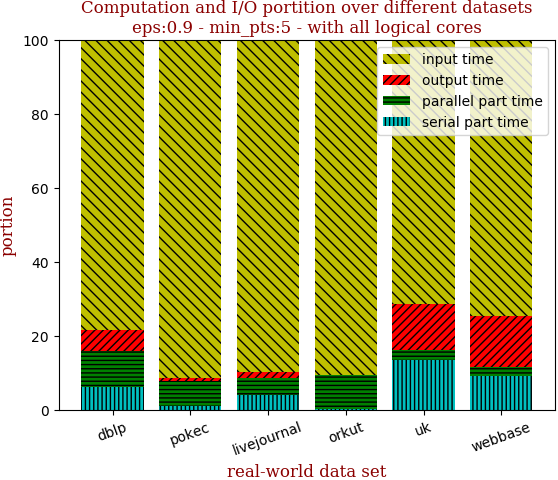 Computation and I/O portition over different datasets
eps:0.9 - min_pts:5 - with all logical cores
100
80
60
40
20
0
portion
input time
output time
parallel part time
serial part time
dblp
pokec
livejournal
orkut
uk
webbase
real-world data set